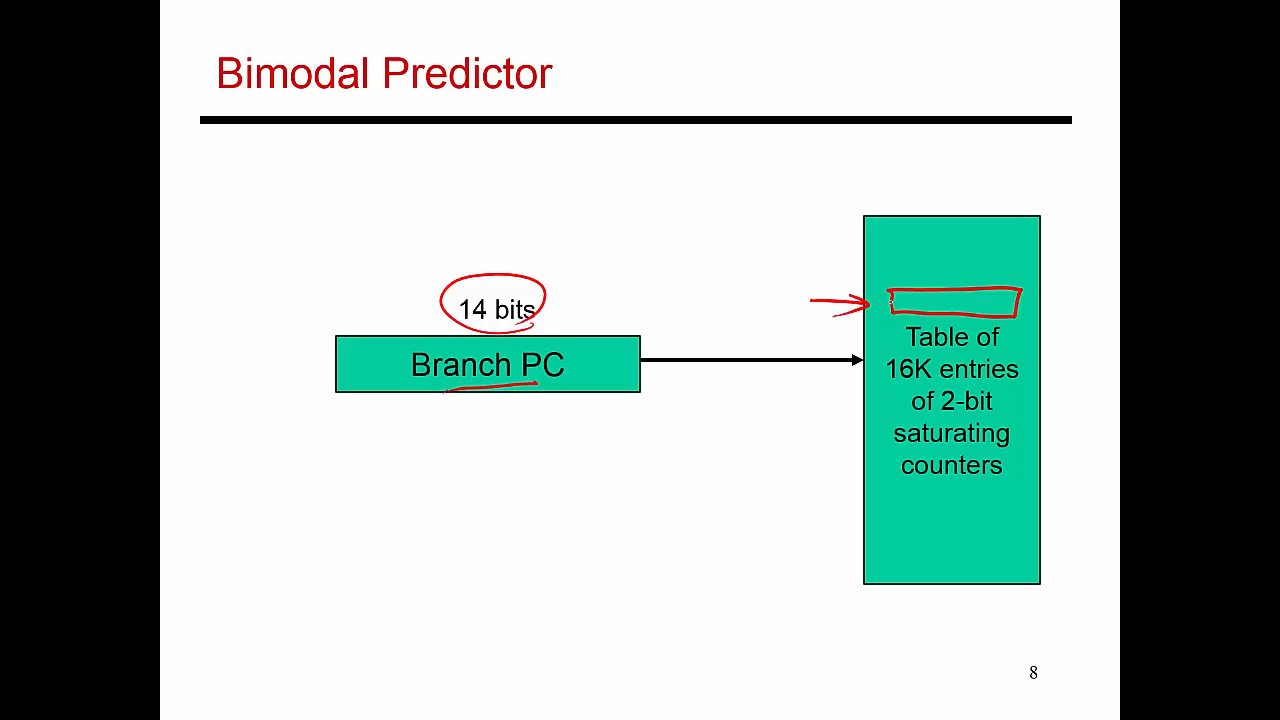 Bimodal Predictor
14 bits
Branch PC
Table of
16K entries
of 2-bit
saturating
counters
8